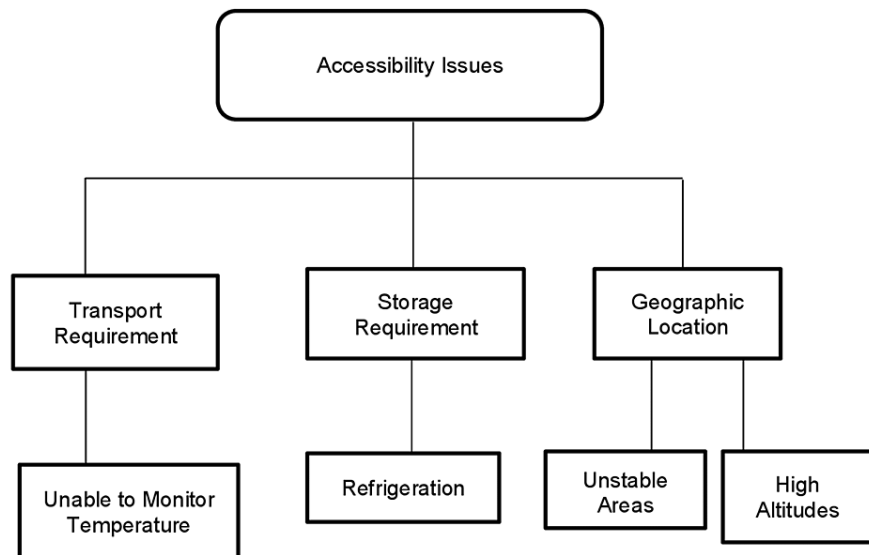 Accessibility Issues
Transport
Requirement
Storage
Requirement
Geographic
Location
Unable to Monitor
Temperature
Refrigeration
Unstable
Areas
High
Altitudes